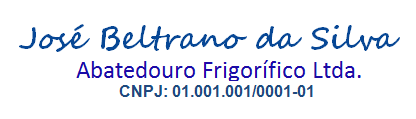 José Beltrano da Silva
Abatedouro Frigorífico Ltda.
CNPJ: 01.001.001/0001-01